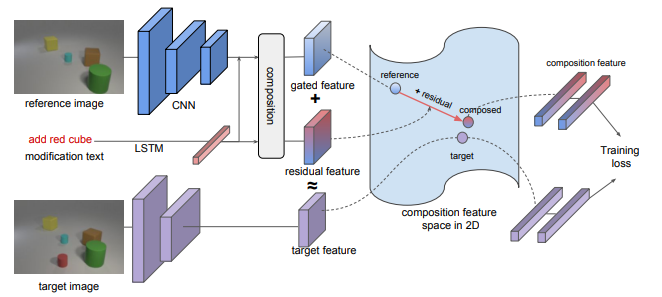 reference image
CNN
add red cube
modification text
LSTM
composition
gated feature
+
residual feature
≈
target feature
target image
reference
+ residual
composed
target
composition feature
space in 2D
composition feature
Training
loss